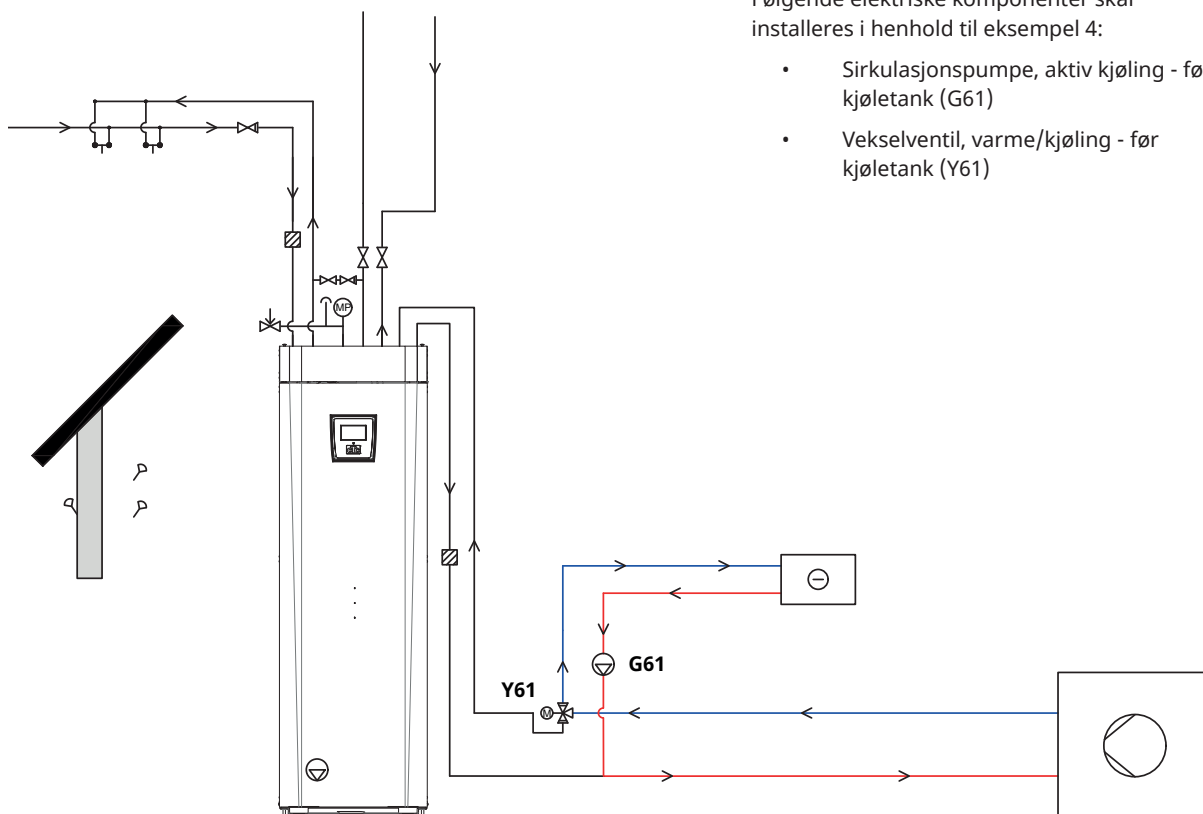 Følgende elektriske komponenter skal
installeres i henhold til eksempel 4:
• Sirkulasjonspumpe, aktiv kjøling - fø
kjøletank (G61)
• Vekselventil, varme/kjøling - før
kjøletank (Y61)
MP
G61
Y61
M